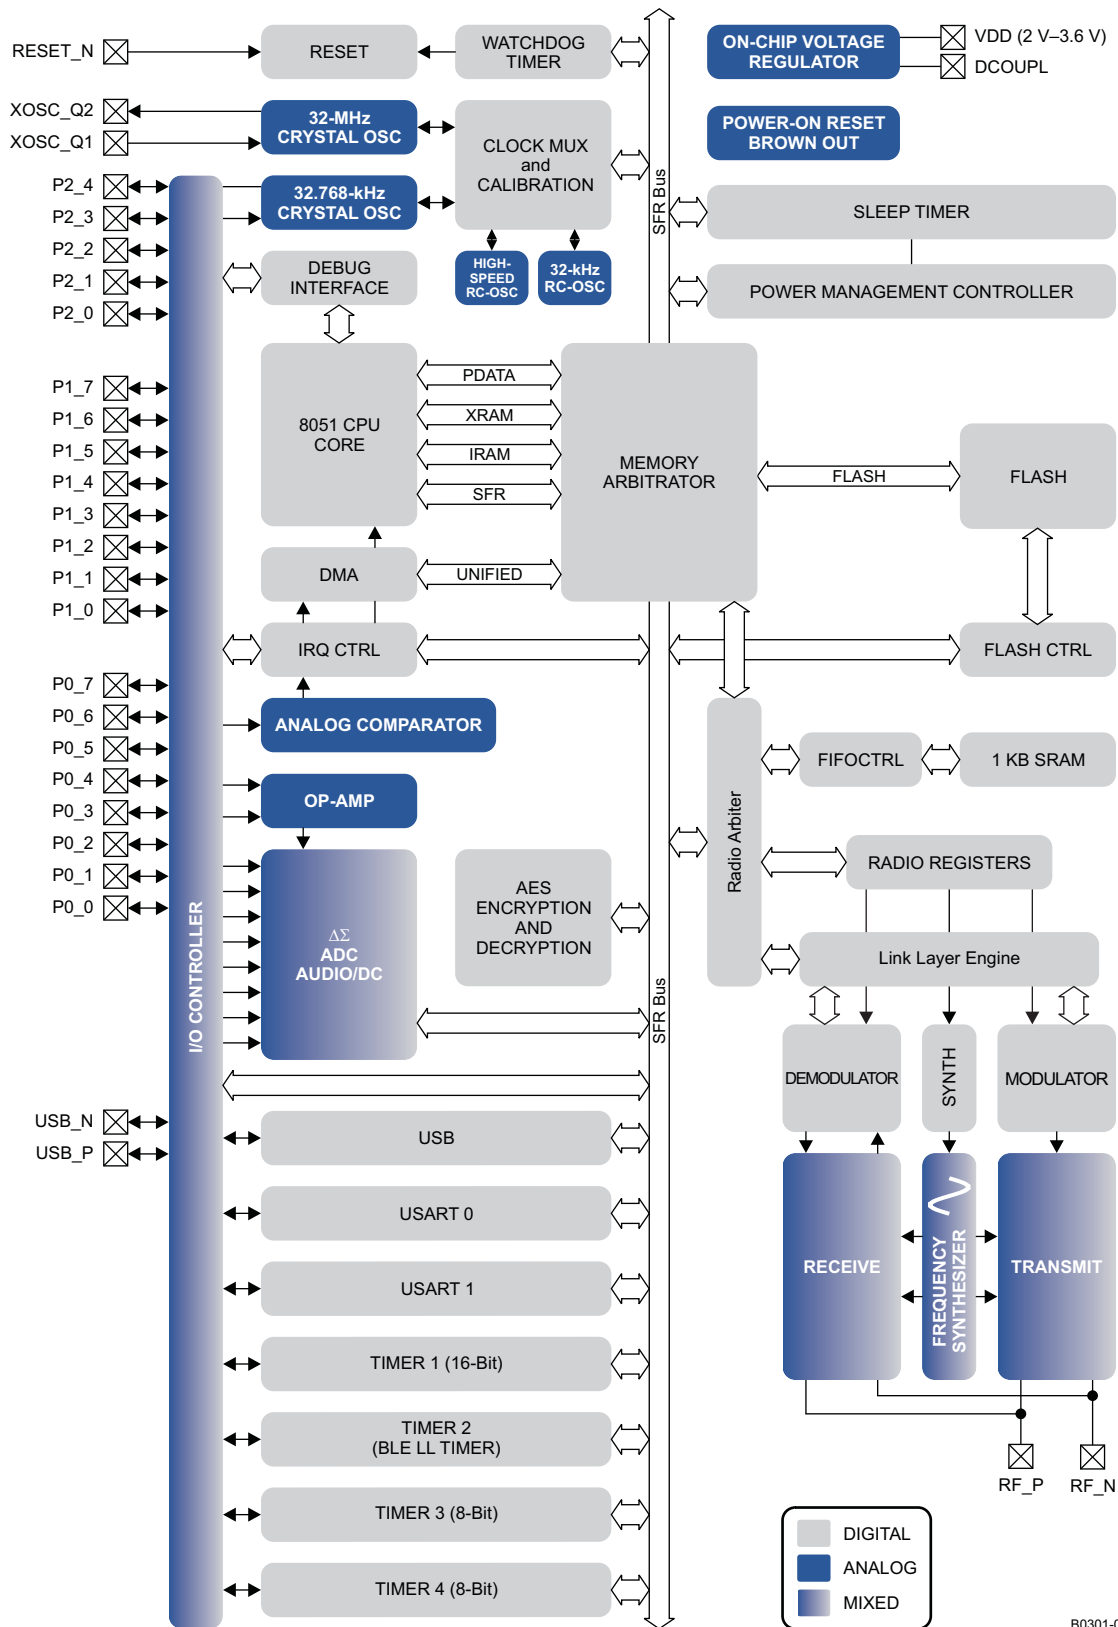 RESET_N
RESET
WATCHDOG
TIMER
ON-CHIP VOLTAGE
REGULATOR
VDD (2 V–3.6 V)
DCOUPL
XOSC_Q2
XOSC_Q1
32-MHz
CRYSTAL OSC
CLOCK MUX
and
CALIBRATION
POWER-ON RESET
BROWN OUT
SFR Bus
P2_4
P2_3
P2_2
P2_1
P2_0
32.768-kHz
CRYSTAL OSC
SLEEP TIMER
DEBUG
INTERFACE
HIGH-
SPEED
RC-OSC
32-kHz
RC-OSC
POWER MANAGEMENT CONTROLLER
P1_7
P1_6
P1_5
P1_4
P1_3
P1_2
P1_1
P1_0
8051 CPU
CORE
PDATA
XRAM
IRAM
SFR
MEMORY
ARBITRATOR
FLASH
FLASH
DMA
UNIFIED
IRQ CTRL
FLASH CTRL
P0_7
P0_6
P0_5
P0_4
P0_3
P0_2
P0_1
P0_0
ANALOG COMPARATOR
OP-AMP
FIFOCTRL
1 KB SRAM
Radio Arbiter
RADIO REGISTERS
Link Layer Engine
I/O CONTROLLER
ΔΣ
ADC
AUDIO/DC
AES
ENCRYPTION
AND
DECRYPTION
SFR Bus
DEMODULATOR
SYNTH
MODULATOR
USB_N
USB_P
USB
USART 0
USART 1
TIMER 1 (16-Bit)
TIMER 2
(BLE LL TIMER)
TIMER 3 (8-Bit)
TIMER 4 (8-Bit)
RECEIVE
FREQUENCY
SYNTHESIZER
TRANSMIT
RF_P
RF_N
DIGITAL
ANALOG
MIXED